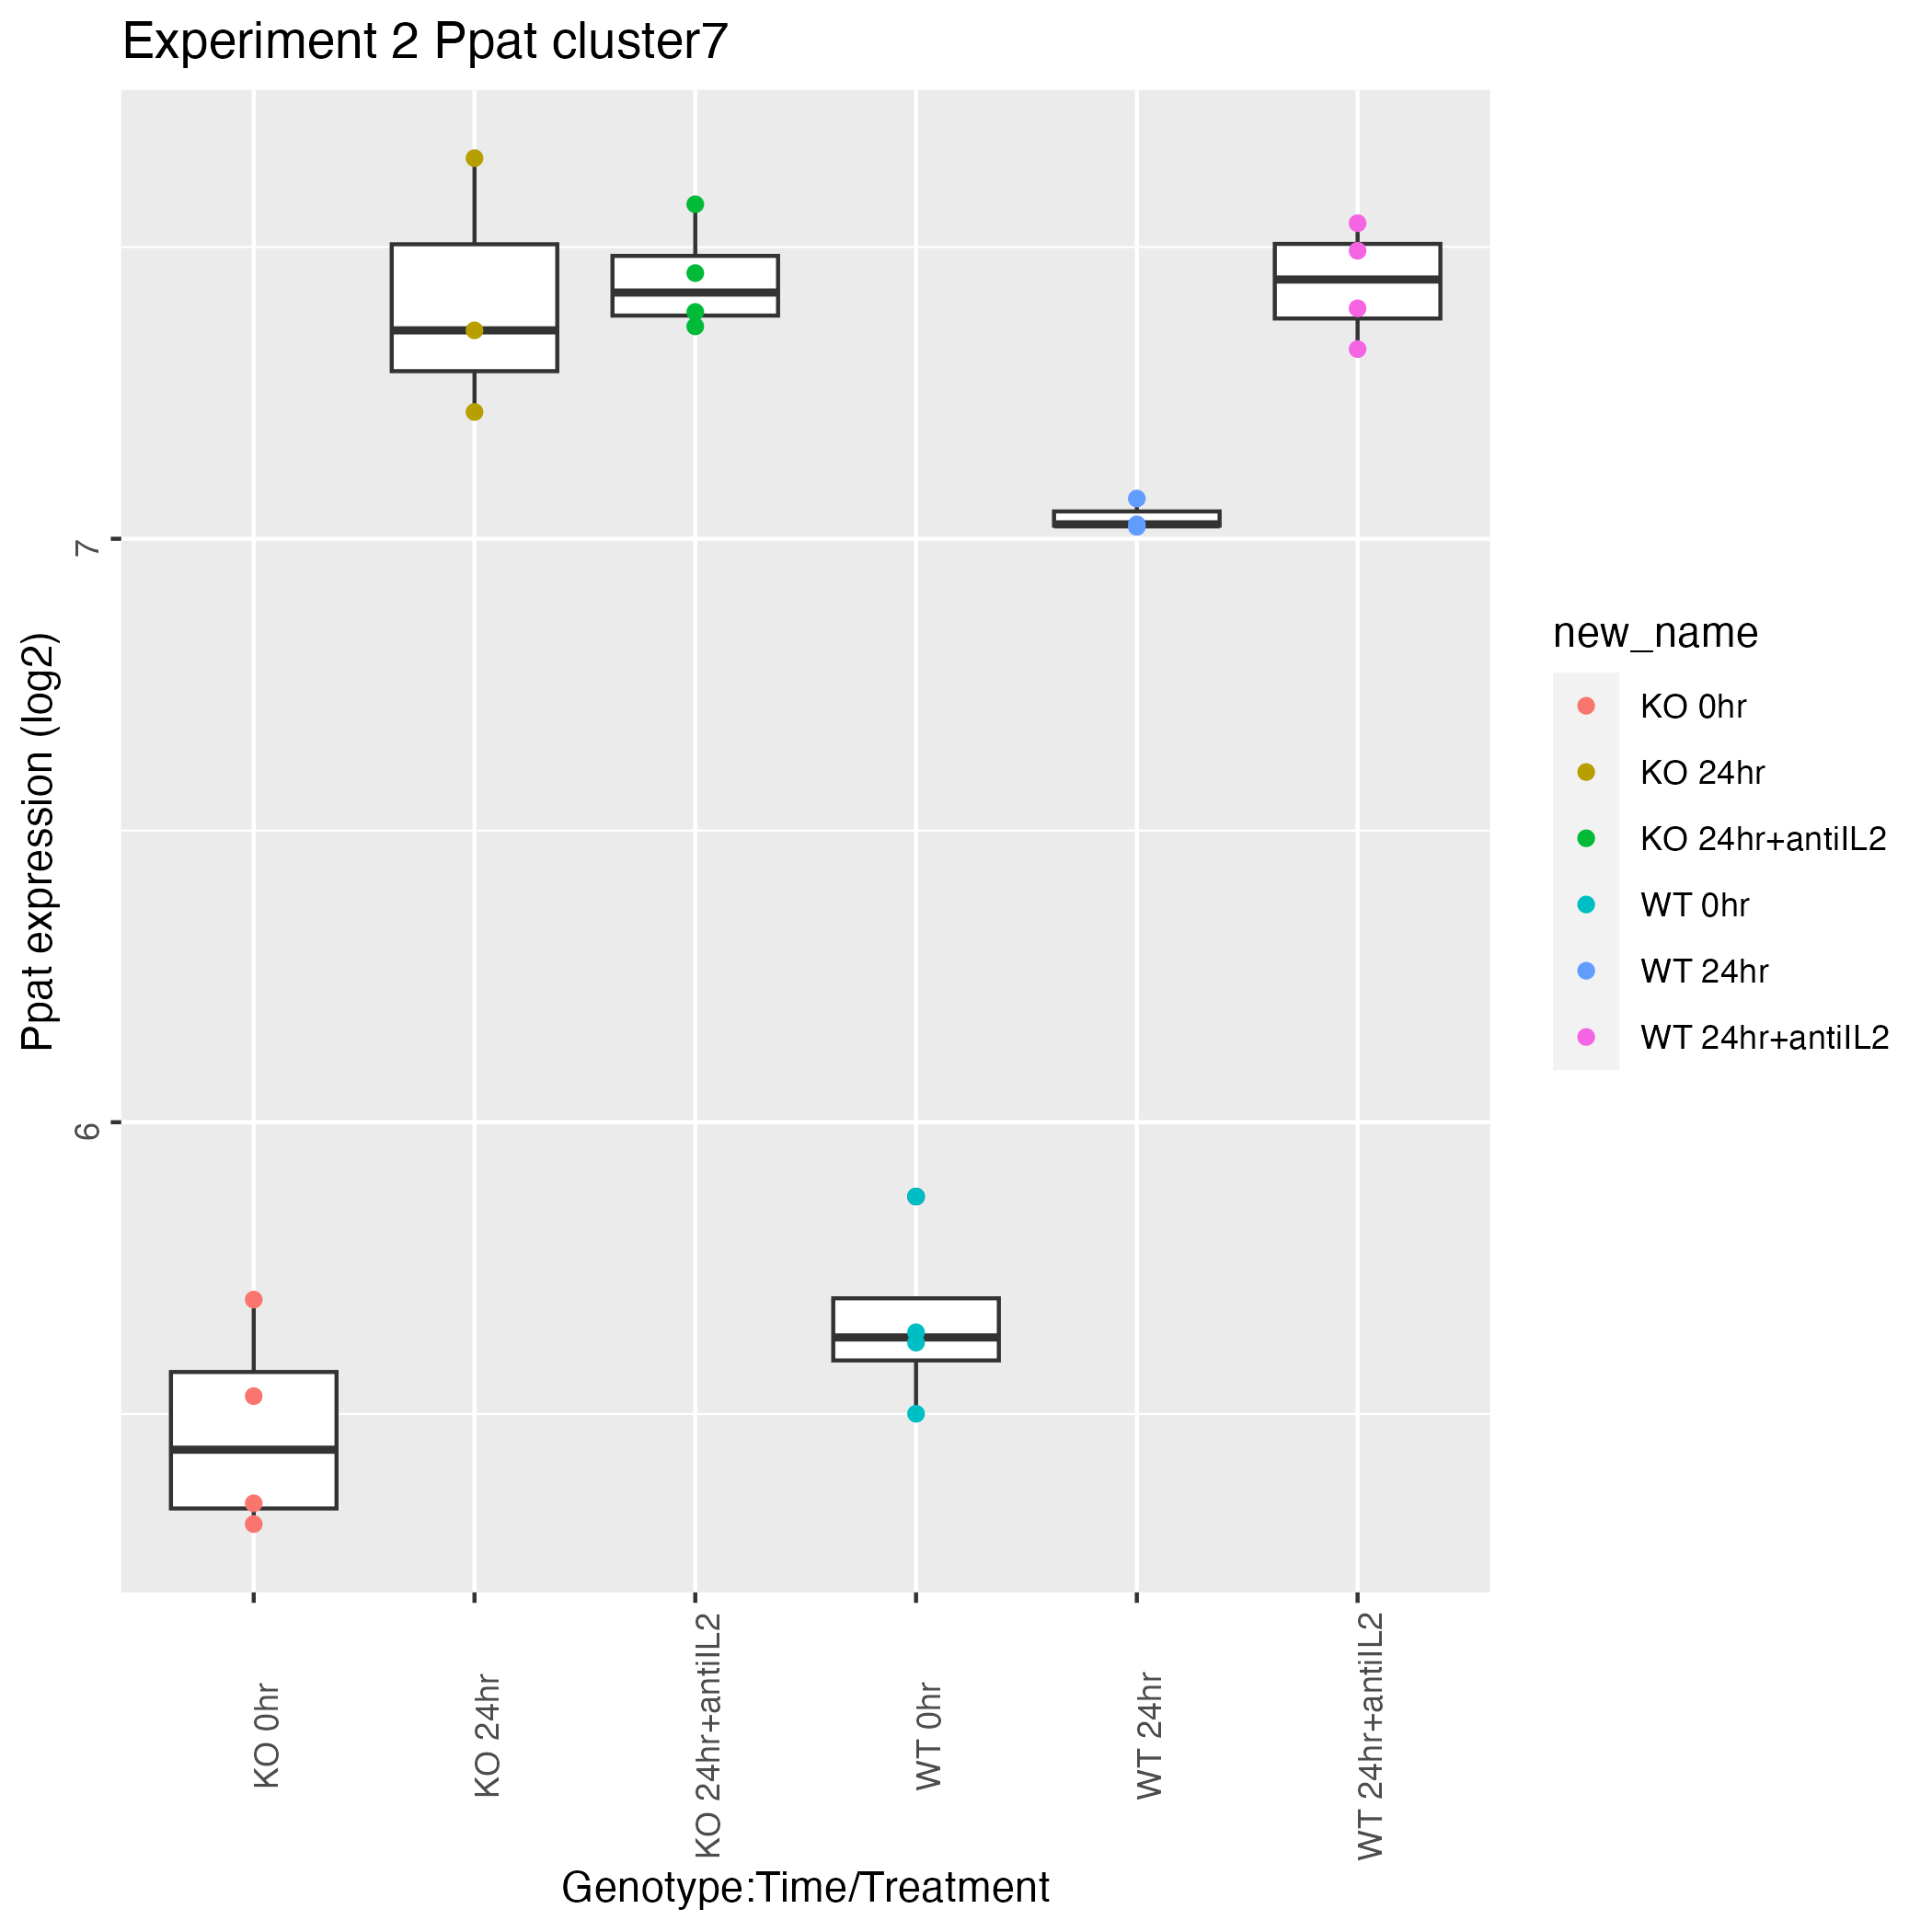 Experiment 2 Ppat cluster7
Ppat expression (log2)
7
6
KO 0hr
KO 24hr
KO 24hr+antiIL2
WT 0hr
WT 24hr
WT 24hr+antiIL2
Genotype:Time/Treatment
new_name
KO 0hr
KO 24hr
KO 24hr+antiIL2
WT 0hr
WT 24hr
WT 24hr+antiIL2